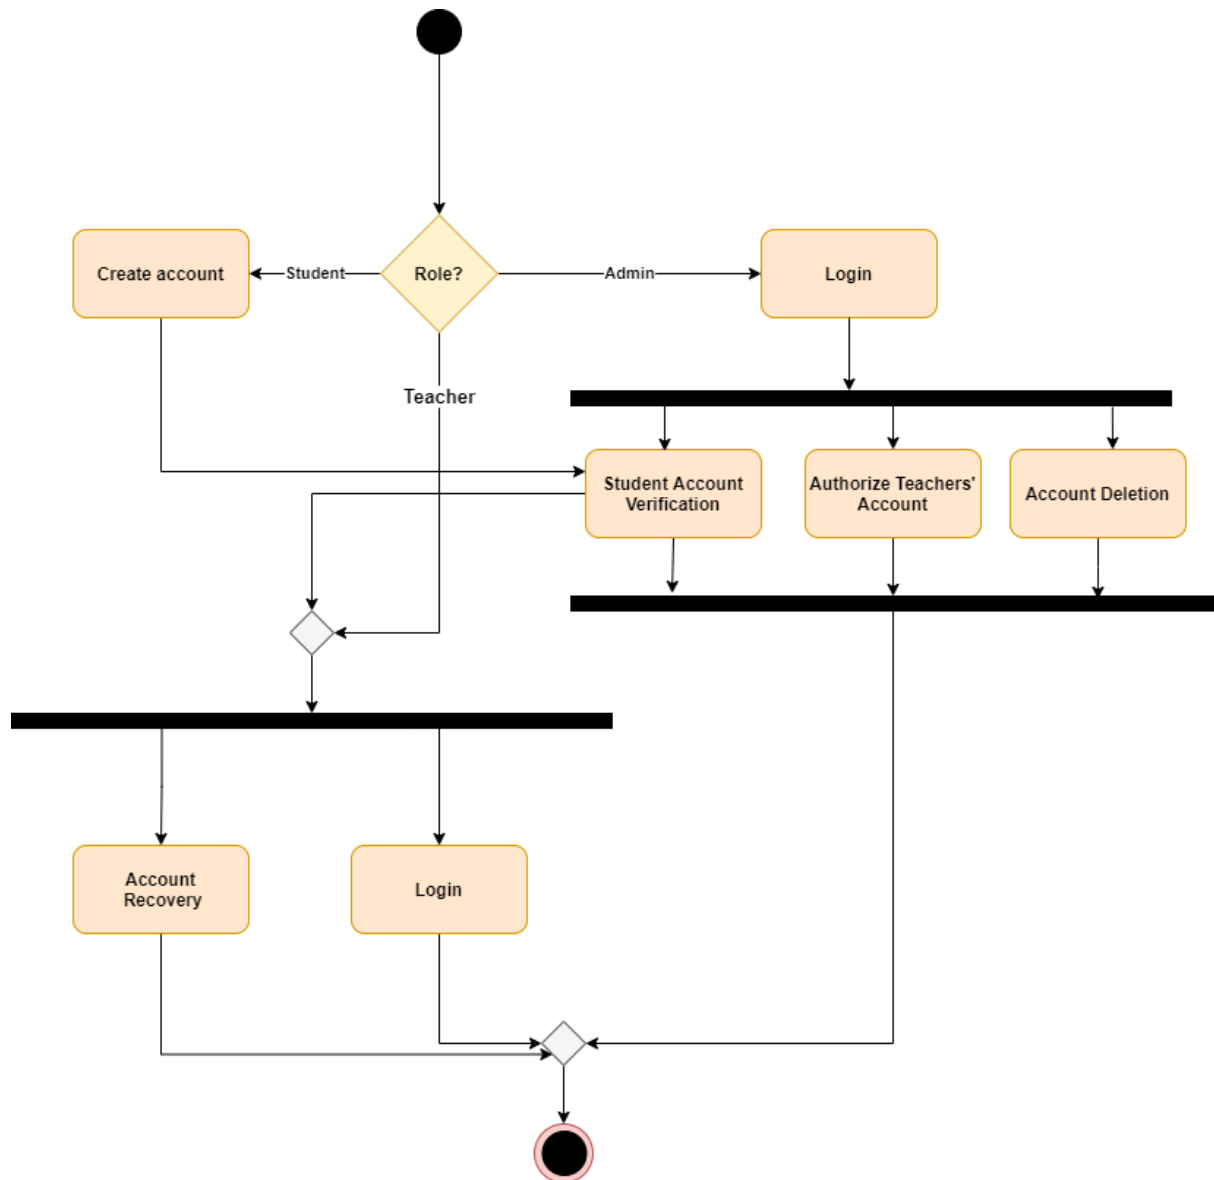 Create account
Student
Role?
Admin
Login
Teacher
Student Account
Verification
Authorize Teachers'
Account
Account Deletion
Account
Recovery
Login